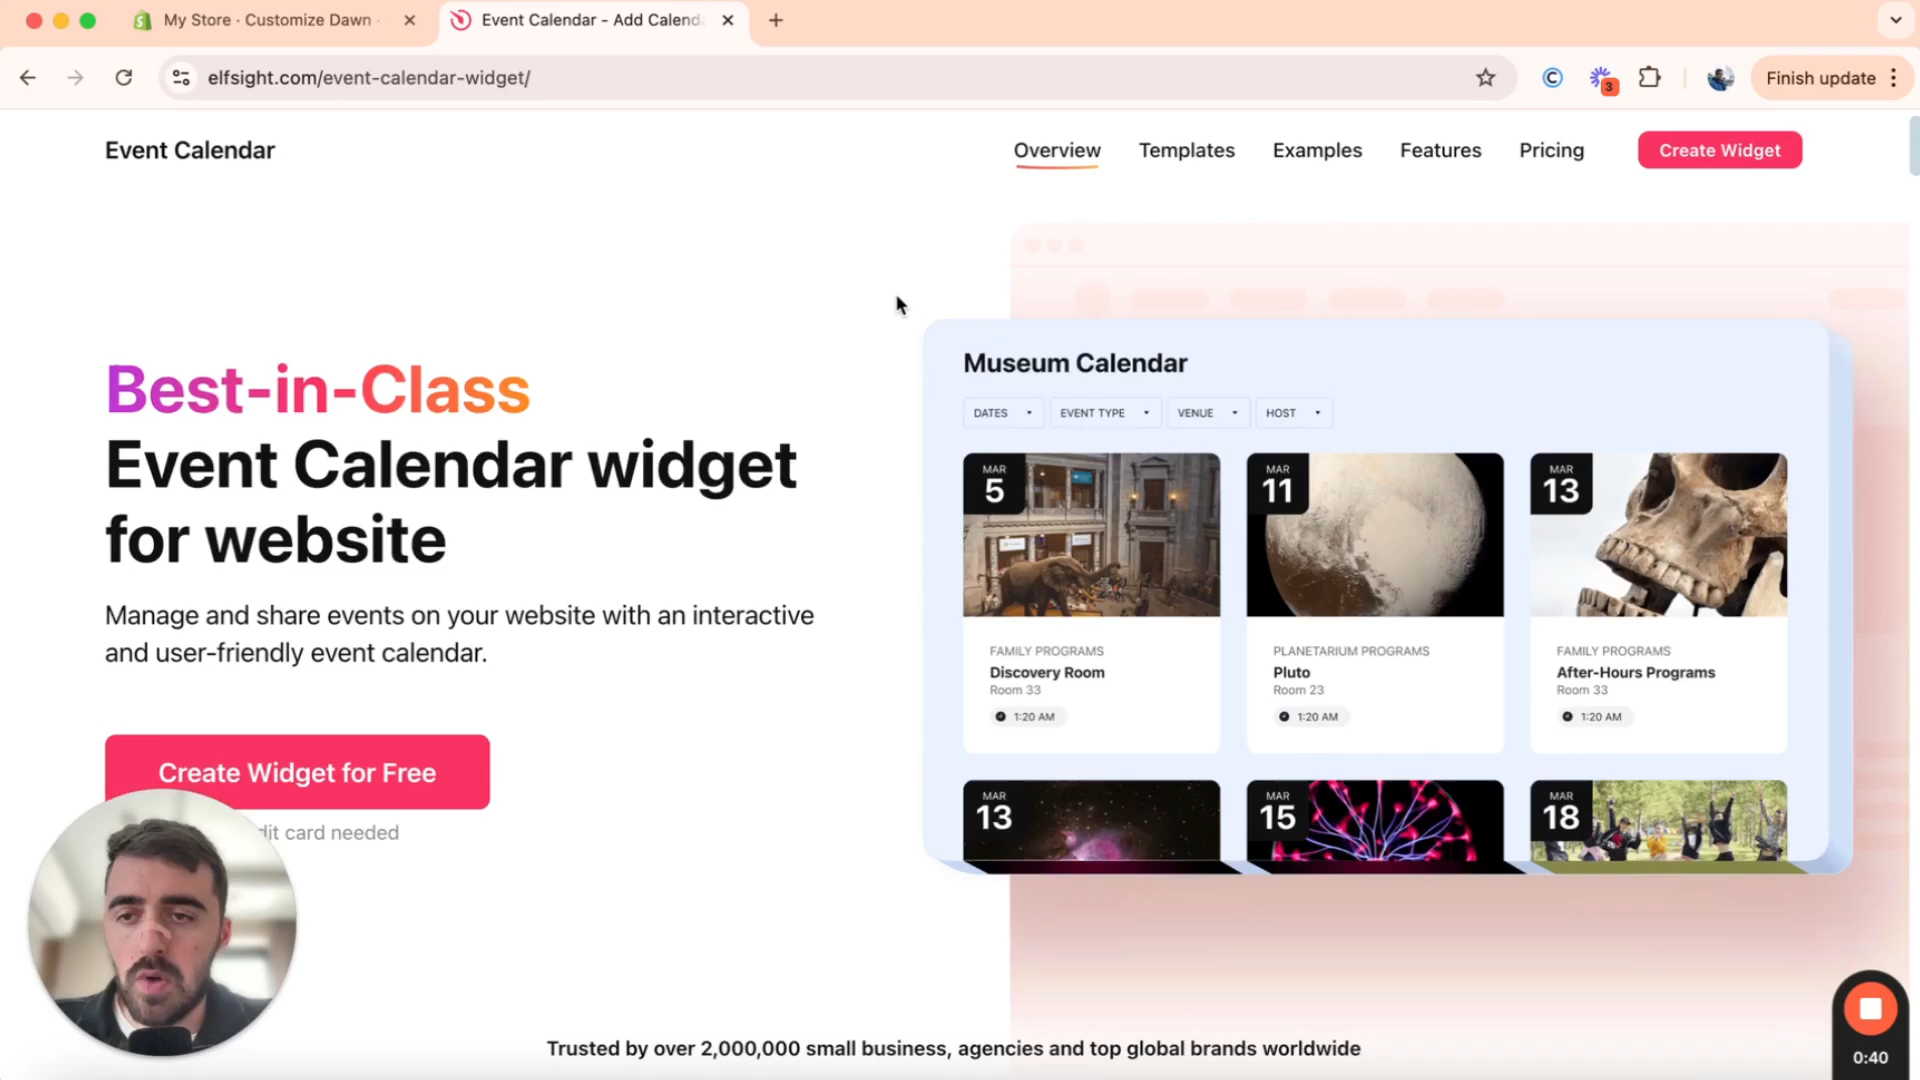 My Store · Customize Dawn ·
Event Calendar - Add Calend
elfsight.com/event-calendar-widget/
3
Finish update
Event Calendar
Overview
Templates
Examples
Features
Pricing
Create Widget
Best-in-Class
Event Calendar widget
for website
Manage and share events on your website with an interactive
and user-friendly event calendar.
Create Widget for Free
card needed
Museum Calendar
DATES
EVENT TYPE
VENUE
HOST
MAR
5
FAMILY PROGRAMS
Discovery Room
Room 33
1:20 AM
MAR
11
PLANETARIUM PROGRAMS
Pluto
Room 23
1:20 AM
MAR
13
FAMILY PROGRAMS
After-Hours Programs
Room 33
1:20 AM
MAR
13
MAR
15
MAR
18
Trusted by over 2,000,000 small business, agencies and top global brands worldwide
0:40